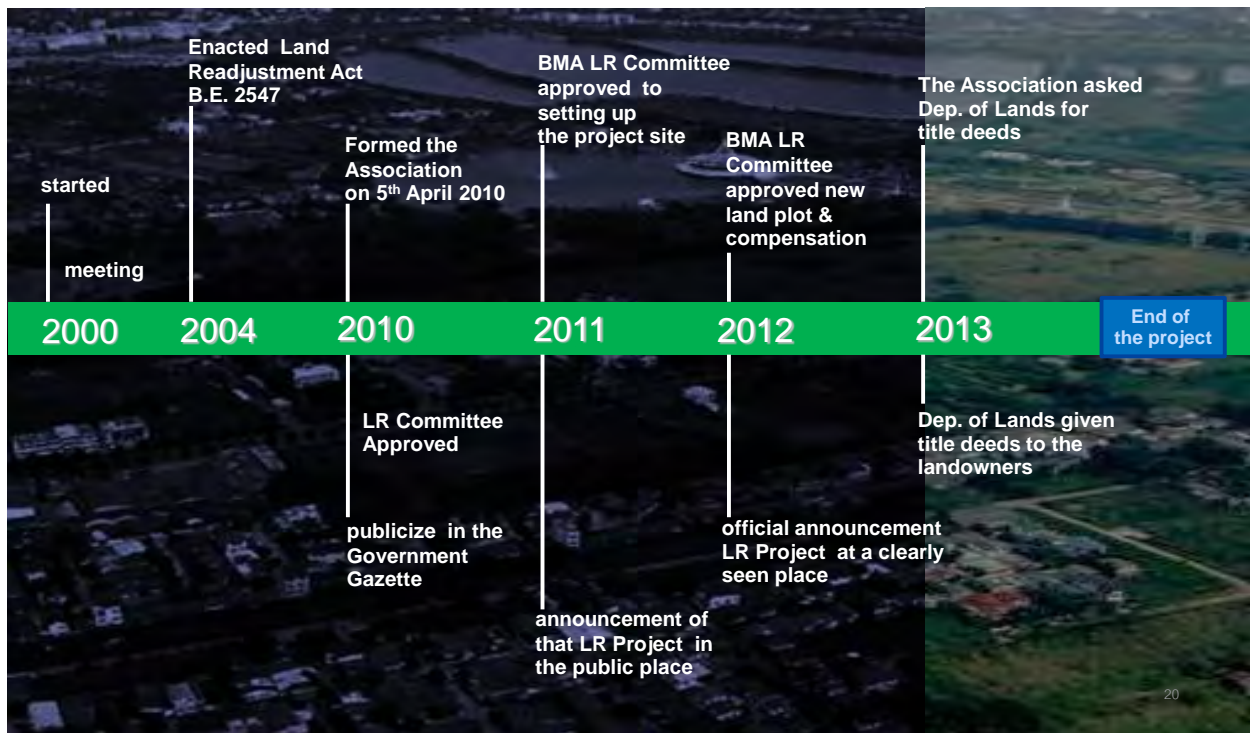 started
meeting
Enacted Land
Readjustment Act
B.E. 2547
Formed the
Association
on 5th April 2010
BMA LR Committee
approved to
setting up
the project site
BMA LR
Committee
approved new
land plot &
compensation
The Association asked
Dep. of Lands for
title deeds
2000
2004
2010
2011
2012
2013
End of
the project
LR Committee
Approved
publicize in the
Government
Gazette
announcement of
that LR Project in
the public place
official announcement
LR Project at a clearly
seen place
Dep. of Lands given
title deeds to the
landowners
20